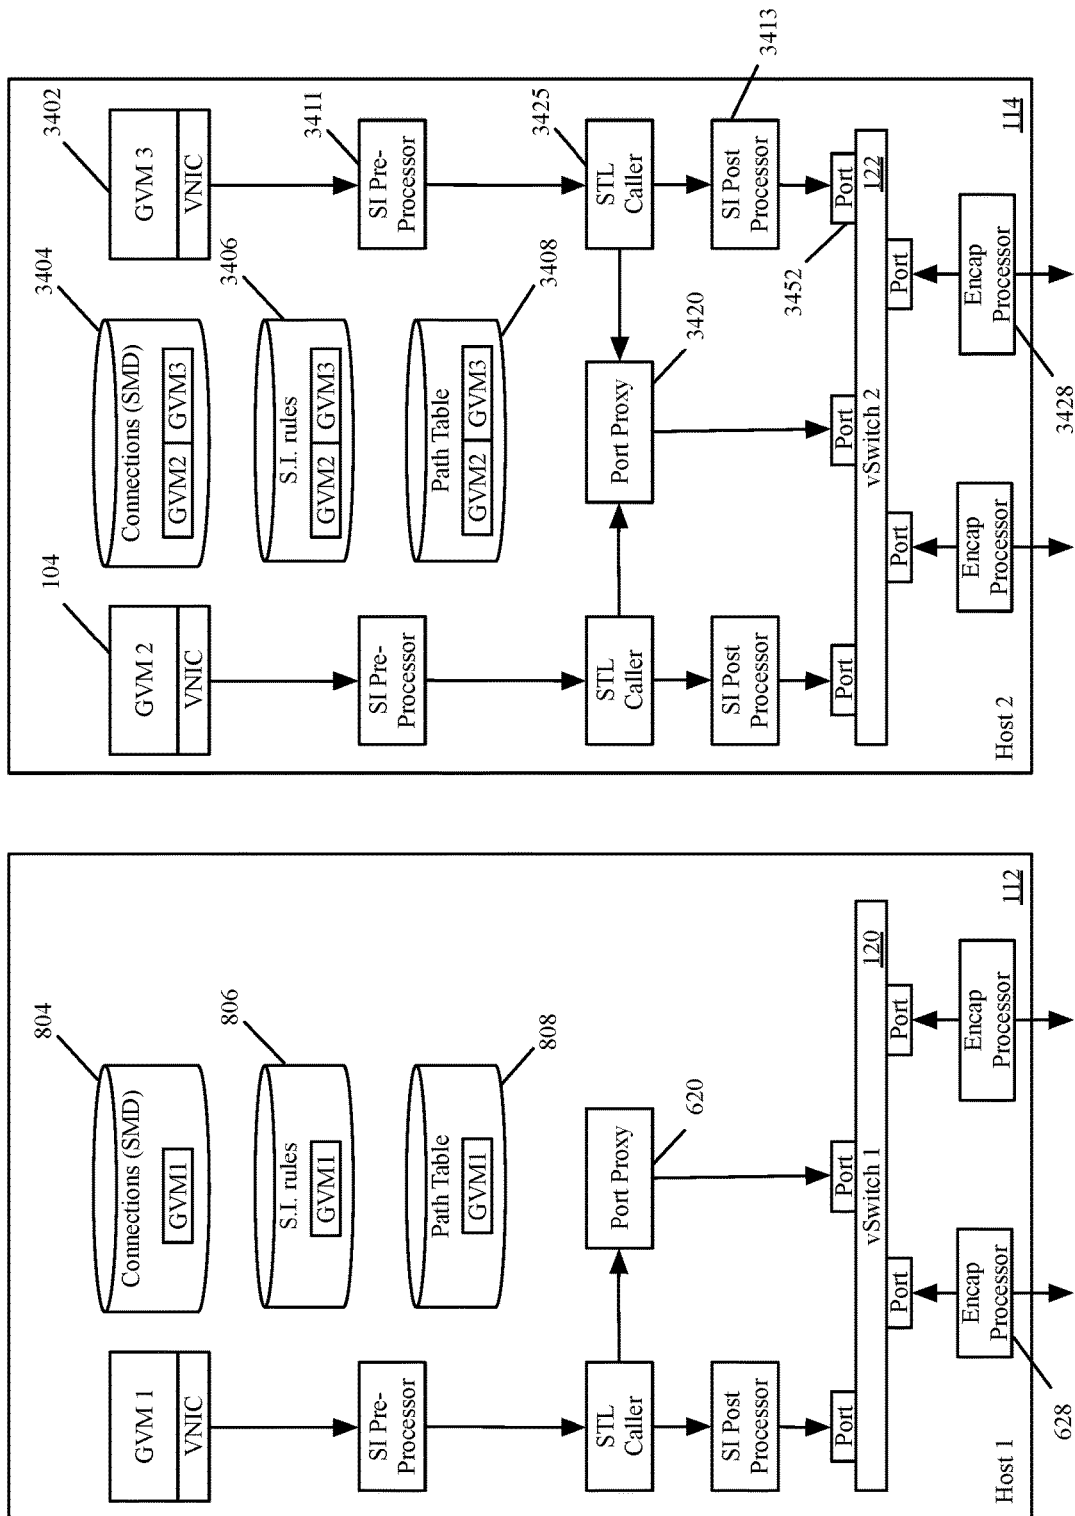 GVM 1
VNIC
804
Connections (SMD)
GVM1
806
S.I. rules
GVM1
808
Path Table
GVM1
SI Pre-
Processor
STL
Caller
Port Proxy
620
SI Post
Processor
Port
Port
vSwitch 1
120
Port
Port
Encap
Processor
Encap
Processor
628
Host 1
112
104
GVM 2
VNIC
3404
Connections (SMD)
GVM2
GVM3
3402
GVM 3
VNIC
3406
S.I. rules
GVM2
GVM3
3408
Path Table
GVM2
GVM3
SI Pre-
Processor
3411
SI Pre-
Processor
STL
Caller
Port Proxy
3420
STL
Caller
3425
SI Post
Processor
SI Post
Processor
3413
Port
Port
Port
3452
vSwitch 2
122
Port
Port
Encap
Processor
Encap
Processor
3428
Host 2
114